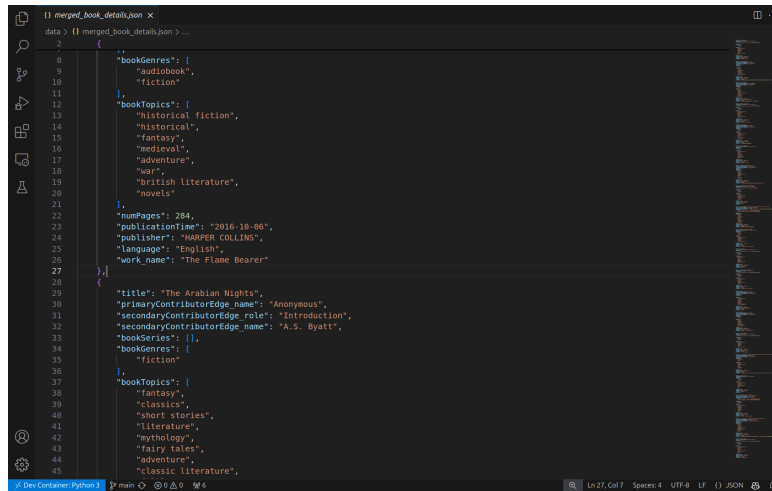 {} merged_book_details.json ×
data > {} merged_book_details.json > ...
2 {
8 "bookGenres": [
9 "audiobook",
10 "fiction"
11 ],
12 "bookTopics": [
13 "historical fiction",
14 "historical",
15 "fantasy",
16 "medieval",
17 "adventure",
18 "war",
19 "british literature",
20 "novels"
21 ],
22 "numPages": 284,
23 "publicationTime": "2016-10-06",
24 "publisher": "HARPER COLLINS",
25 "language": "English",
26 "work_name": "The Flame Bearer"
27 },
28 {
29 "title": "The Arabian Nights",
30 "primaryContributorEdge_name": "Anonymous",
31 "secondaryContributorEdge_role": "Introduction",
32 "secondaryContributorEdge_name": "A.S. Byatt",
33 "bookSeries": [],
34 "bookGenres": [
35 "fiction"
36 ],
37 "bookTopics": [
38 "fantasy",
39 "classics",
40 "short stories",
41 "literature",
42 "mythology",
43 "fairy tales",
44 "adventure",
45 "classic literature",
Dev Container: Python 3 main 0 0 6 Ln 27, Col 7 Spaces: 4 UTF-8 LF {} JSON